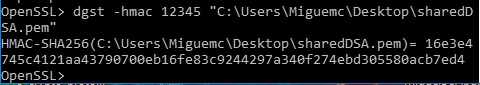 OpenSSL> dgst -hmac 12345 "C:\Users\Miguemc\Desktop\sharedD
SA.pem"
HMAC-SHA256(C:\Users\Miguemc\Desktop\sharedDSA.pem)= 16e3e4
745c4121aa43790700eb16fe83c9244297a340f274ebd305580acb7ed4
OpenSSL>